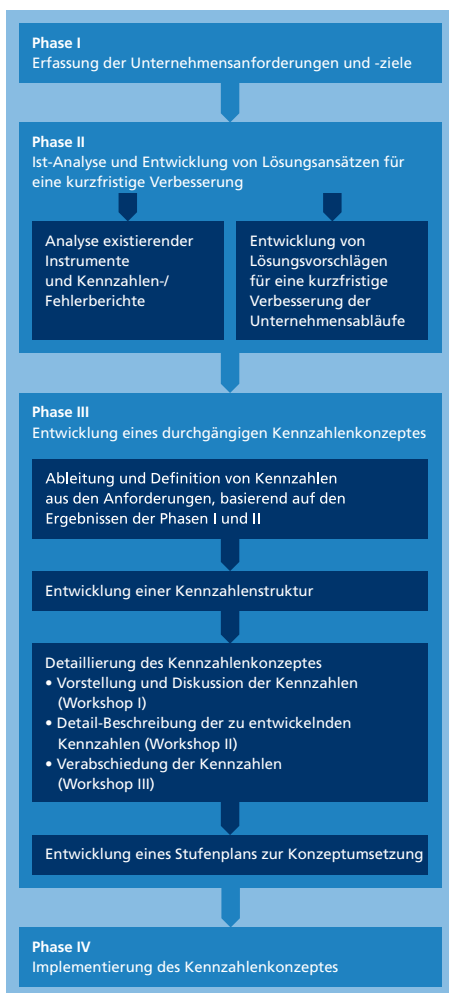 Phase I
Erfassung der Unternehmensanforderungen und -ziele
Phase II
Ist-Analyse und Entwicklung von Lösungsansätzen für
eine kurzfristige Verbesserung
Analyse existierender
Instrumente
und Kennzahlen-/
Fehlerberichte
Entwicklung von
Lösungsvorschlägen
für eine kurzfristige
Verbesserung der
Unternehmensabläufe
Phase III
Entwicklung eines durchgängigen Kennzahlenkonzeptes
Ableitung und Definition von Kennzahlen
aus den Anforderungen, basierend auf den
Ergebnissen der Phasen I und II
Entwicklung einer Kennzahlenstruktur
Detaillierung des Kennzahlenkonzeptes
• Vorstellung und Diskussion der Kennzahlen
(Workshop I)
• Detail-Beschreibung der zu entwickelnden
Kennzahlen (Workshop II)
• Verabschiedung der Kennzahlen
(Workshop III)
Entwicklung eines Stufenplans zur Konzeptumsetzung
Phase IV
Implementierung des Kennzahlenkonzeptes